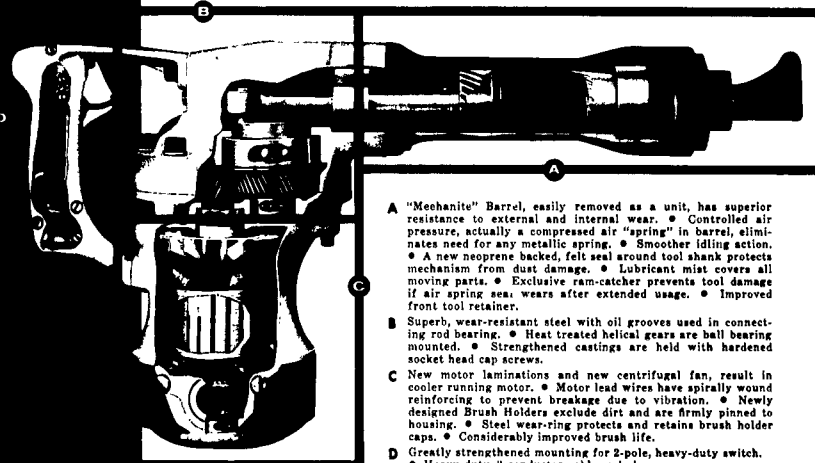 B
D
A
C
A "Meehanite" Barrel, easily removed as a unit, has superior
resistance to external and internal wear. ● Controlled air
pressure, actually a compressed air "spring" in barrel, elimi-
nates need for any metallic spring. ● Smoother idling action.
● A new neoprene backed, felt seal around tool shank protects
mechanism from dust damage. ● Lubricant mist covers all
moving parts. ● Exclusive ram-catcher prevents tool damage
if air spring seal wears after extended usage. ● Improved
front tool retainer.
B Superb, wear-resistant steel with oil grooves used in connect-
ing rod bearing. ● Heat treated helical gears are ball bearing
mounted. ● Strengthened castings are held with hardened
socket head cap screws.
C New motor laminations and new centrifugal fan, result in
cooler running motor. ● Motor lead wires have spirally wound
reinforcing to prevent breakage due to vibration. ● Newly
designed Brush Holders exclude dirt and are firmly pinned to
housing. ● Steel wear-ring protects and retains brush holder
caps. ● Considerably improved brush life.
D Greatly strengthened mounting for 2-pole, heavy-duty switch.